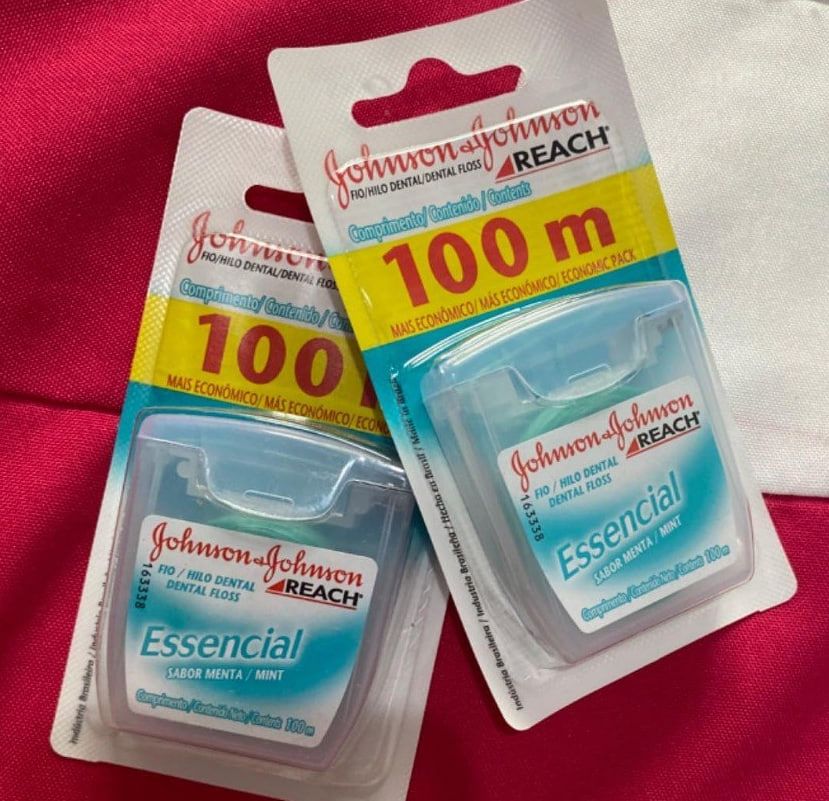 Johnson & Johnson
FIO/HILO DENTAL/DENTAL FLOSS
REACH
Comprimento/ Contenido / Contents
100 m
MAIS ECONÔMICO/ MÁS ECONÓMICO/ ECONOMIC PACK
Johnson & Johnson
REACH
FIO / HILO DENTAL
DENTAL FLOSS
163338
Essencial
SABOR MENTA / MINT
Comprimento / Contenido Neto / Contents 100 m
Indústria Brasileira / Industria Brasileña / Hecho en Brasil / Made in Brazil
Johnson
FIO/HILO DENTAL/DENTAL FLOS
Comprimento/ Contenido / Con
100
MAIS ECONÔMICO/ MÁS ECONÓMICO/ ECONO
Johnson & Johnson
FIO / HILO DENTAL
DENTAL FLOSS
REACH
163338
Essencial
SABOR MENTA / MINT
Comprimento / Contenido Neto / Contents 100 m
Indústria Brasileira /